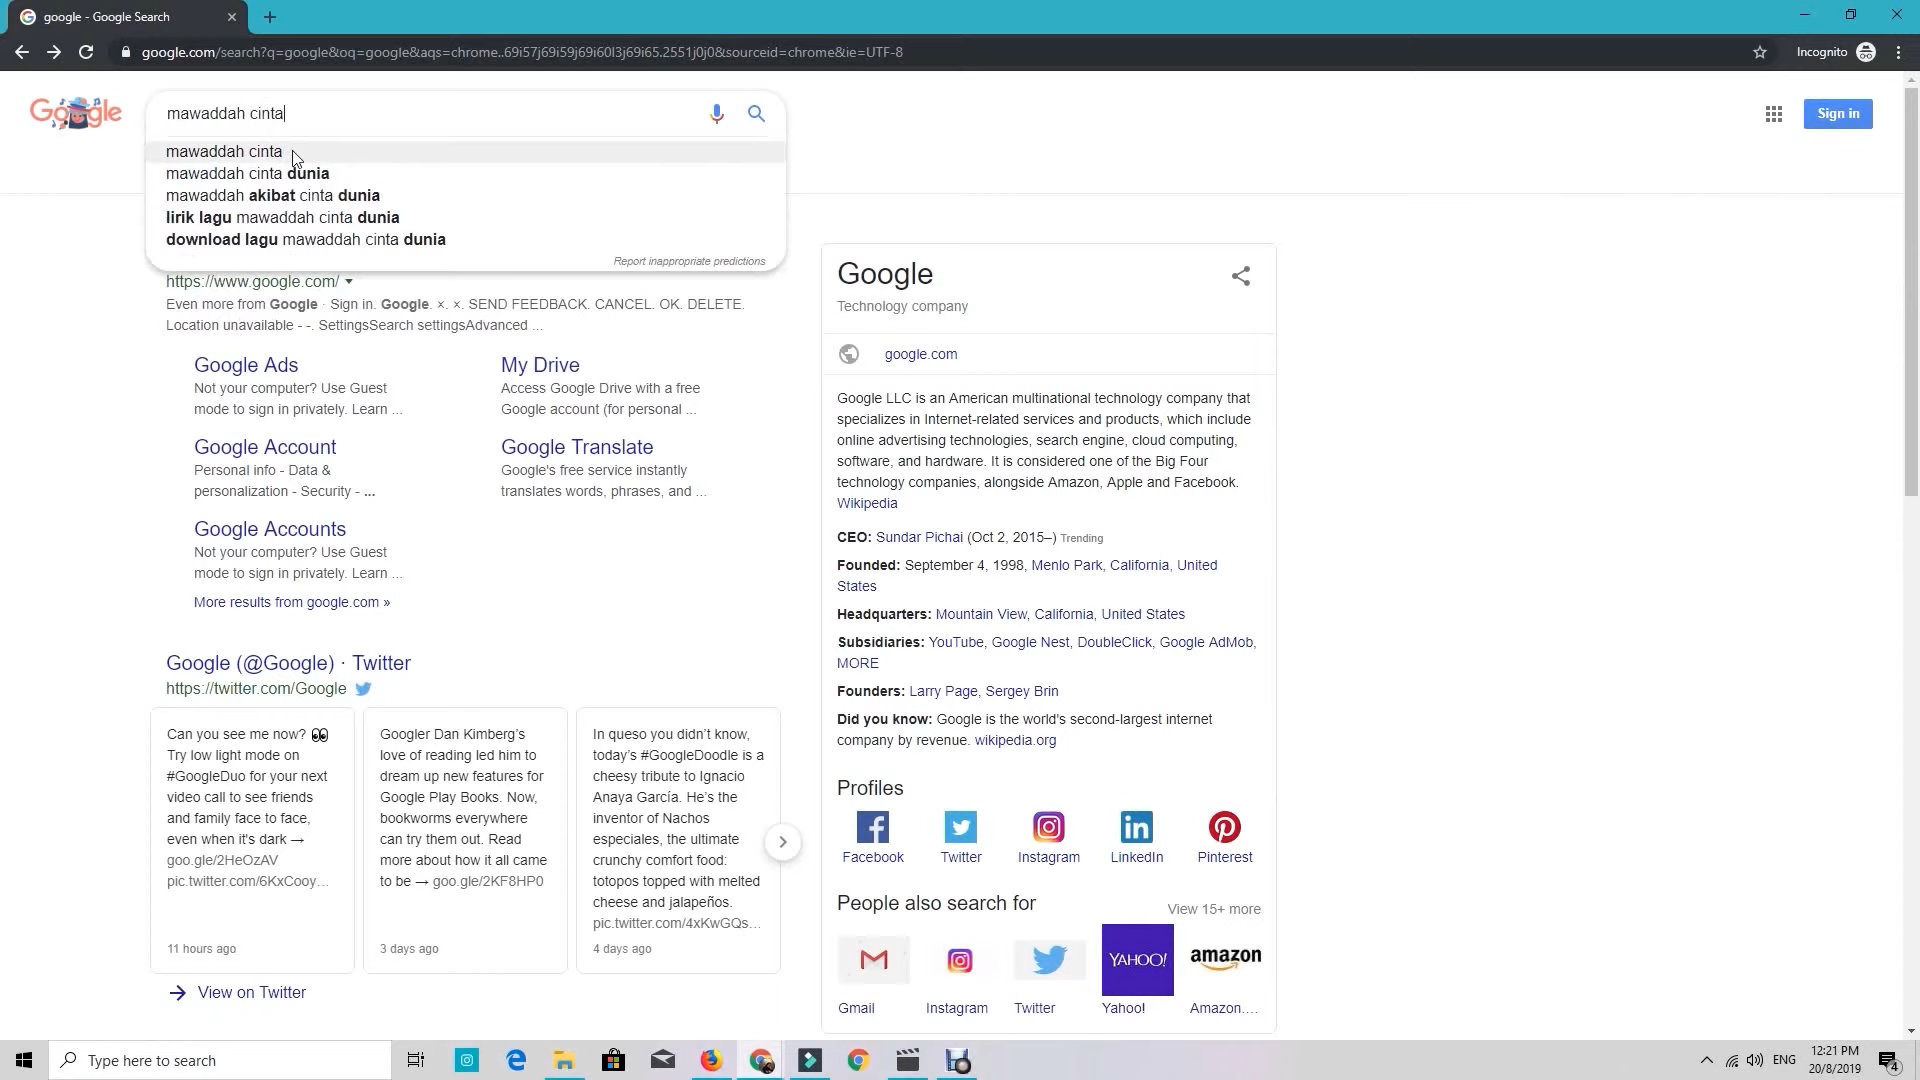 google - Google Search
google.com/search?q=google&oq=google&aqs=chrome..69i57j69i59j69i60l3j69i65.2551j0j0&sourceid=chrome&ie=UTF-8
Incognito
Google
mawaddah cinta
Sign in
mawaddah cinta
mawaddah cinta dunia
mawaddah akibat cinta dunia
lirik lagu mawaddah cinta dunia
download lagu mawaddah cinta dunia
Report inappropriate predictions
https://www.google.com/
Even more from Google · Sign in. Google. ×. ×. SEND FEEDBACK. CANCEL. OK. DELETE.
Location unavailable - -. SettingsSearch settingsAdvanced ...
Google Ads
Not your computer? Use Guest
mode to sign in privately. Learn ...
My Drive
Access Google Drive with a free
Google account (for personal ...
Google Account
Personal info - Data &
personalization - Security - ...
Google Translate
Google's free service instantly
translates words, phrases, and ...
Google Accounts
Not your computer? Use Guest
mode to sign in privately. Learn ...
More results from google.com »
Google (@Google) · Twitter
https://twitter.com/Google
Can you see me now? 👀
Try low light mode on
#GoogleDuo for your next
video call to see friends
and family face to face,
even when it's dark →
goo.gle/2HeOzAV
pic.twitter.com/6KxCooy...
11 hours ago
Googler Dan Kimberg's
love of reading led him to
dream up new features for
Google Play Books. Now,
bookworms everywhere
can try them out. Read
more about how it all came
to be → goo.gle/2KF8HP0
3 days ago
In queso you didn't know,
today's #GoogleDoodle is a
cheesy tribute to Ignacio
Anaya García. He's the
inventor of Nachos
especiales, the ultimate
crunchy comfort food:
totopos topped with melted
cheese and jalapeños.
pic.twitter.com/4xKwGQs...
4 days ago
View on Twitter
Google
Technology company
google.com
Google LLC is an American multinational technology company that
specializes in Internet-related services and products, which include
online advertising technologies, search engine, cloud computing,
software, and hardware. It is considered one of the Big Four
technology companies, alongside Amazon, Apple and Facebook.
Wikipedia
CEO: Sundar Pichai (Oct 2, 2015–) Trending
Founded: September 4, 1998, Menlo Park, California, United
States
Headquarters: Mountain View, California, United States
Subsidiaries: YouTube, Google Nest, DoubleClick, Google AdMob,
MORE
Founders: Larry Page, Sergey Brin
Did you know: Google is the world's second-largest internet
company by revenue. wikipedia.org
Profiles
Facebook Twitter Instagram LinkedIn Pinterest
People also search for
View 15+ more
YAHOO!
amazon
Gmail Instagram Twitter Yahoo! Amazon....
Type here to search
ENG
12:21 PM
20/8/2019
4